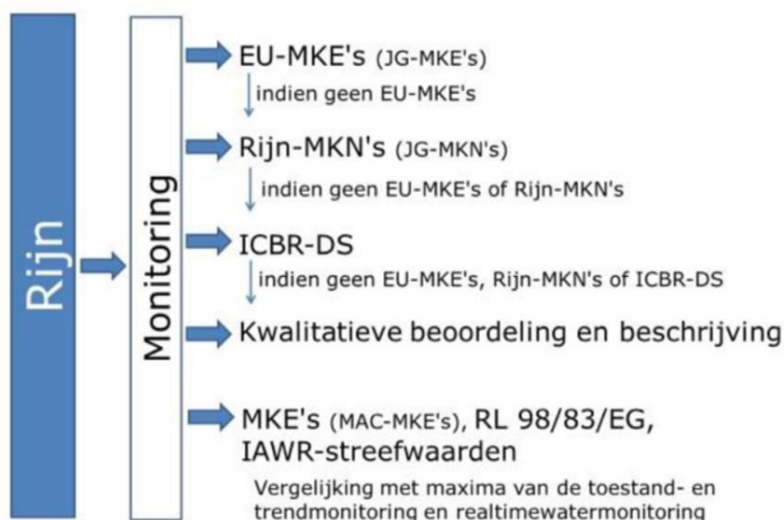 Rijn
Monitoring
EU-MKE's (JG-MKE's)
indien geen EU-MKE's
Rijn-MKN's (JG-MKN's)
indien geen EU-MKE's of Rijn-MKN's
ICBR-DS
indien geen EU-MKE's, Rijn-MKN's of ICBR-DS
Kwalitatieve beoordeling en beschrijving
MKE's (MAC-MKE's), RL 98/83/EG,
IAWR-streefwaarden
Vergelijking met maxima van de toestand- en
trendmonitoring en realtimewatermonitoring